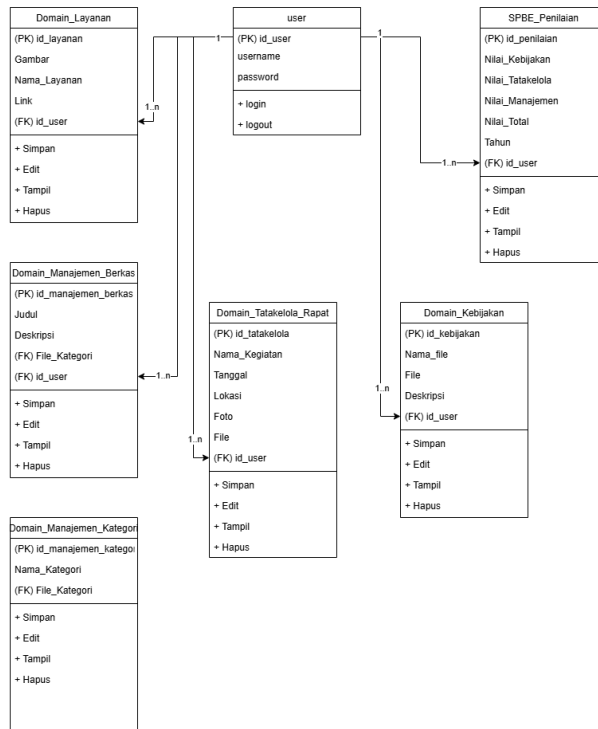 Domain_Layanan
(PK) id_layanan
Gambar
Nama_Layanan
Link
(FK) id_user
+ Simpan
+ Edit
+ Tampil
+ Hapus
user
(PK) id_user
username
password
+ login
+ logout
SPBE_Penilaian
(PK) id_penilaian
Nilai_Kebijakan
Nilai_Tatakelola
Nilai_Manajemen
Nilai_Total
Tahun
(FK) id_user
+ Simpan
+ Edit
+ Tampil
+ Hapus
1
1
1..n
1..n
Domain_Manajemen_Berkas
(PK) id_manajemen_berkas
Judul
Deskripsi
(FK) File_Kategori
(FK) id_user
+ Simpan
+ Edit
+ Tampil
+ Hapus
1..n
Domain_Tatakelola_Rapat
(PK) id_tatakelola
Nama_Kegiatan
Tanggal
Lokasi
Foto
File
(FK) id_user
+ Simpan
+ Edit
+ Tampil
+ Hapus
1..n
Domain_Kebijakan
(PK) id_kebijakan
Nama_file
File
Deskripsi
(FK) id_user
+ Simpan
+ Edit
+ Tampil
+ Hapus
1..n
Domain_Manajemen_Kategori
(PK) id_manajemen_kategori
Nama_Kategori
(FK) File_Kategori
+ Simpan
+ Edit
+ Tampil
+ Hapus